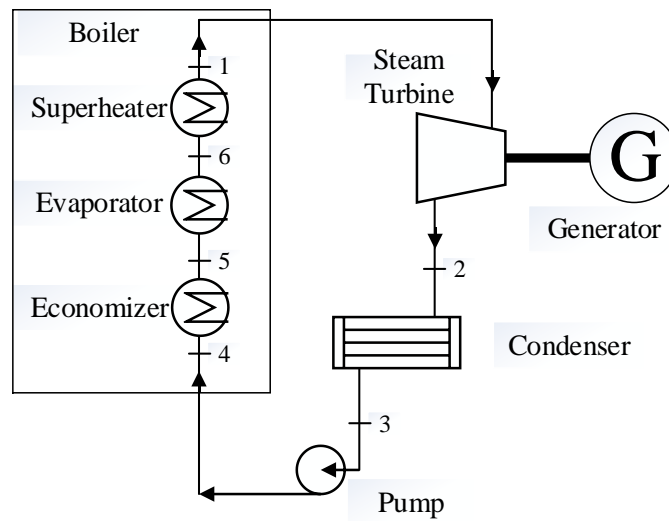 Boiler
1
Superheater
6
Evaporator
5
Economizer
4
Steam
Turbine
G
Generator
2
Condenser
3
Pump